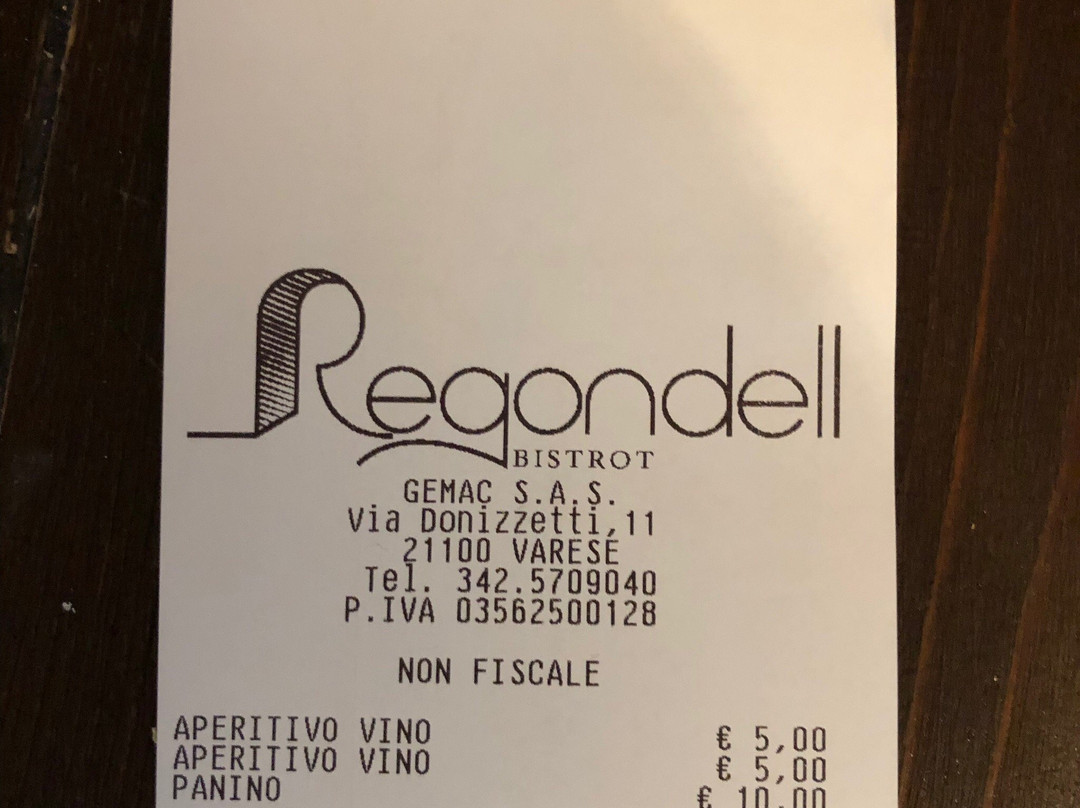 Regondell
BISTROT
GEMAC S.A.S.
Via Donizzetti,11
21100 VARESE
Tel. 342.5709040
P.IVA 03562500128
NON FISCALE
APERITIVO VINO € 5,00
APERITIVO VINO € 5,00
PANINO € 10,00